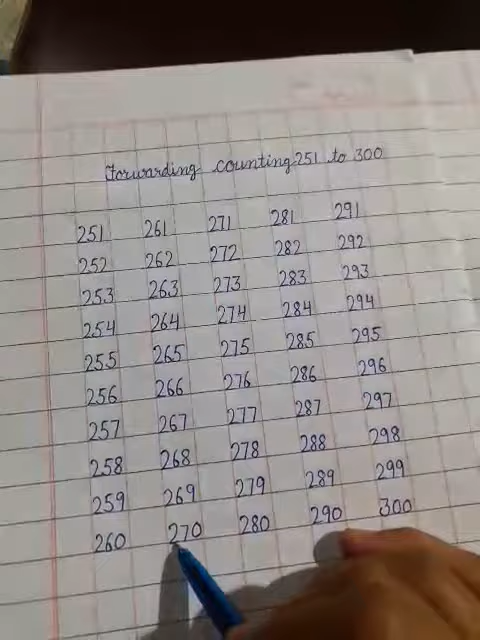 Forwarding counting 251 to 300
251 261 271 281 291
252 262 272 282 292
253 263 273 283 293
254 264 274 284 294
255 265 275 285 295
256 266 276 286 296
257 267 277 287 297
258 268 278 288 298
259 269 279 289 299
260 270 280 290 300